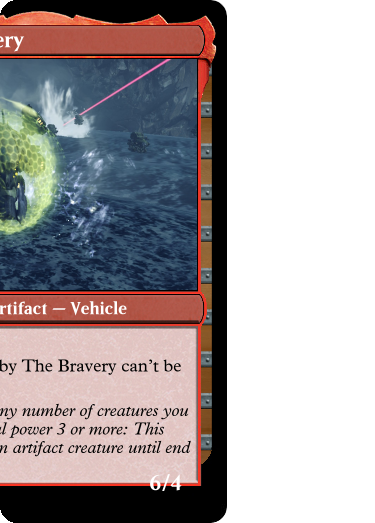 ery
rtifact — Vehicle
by The Bravery can't be
ny number of creatures you
l power 3 or more: This
n artifact creature until end
6/4